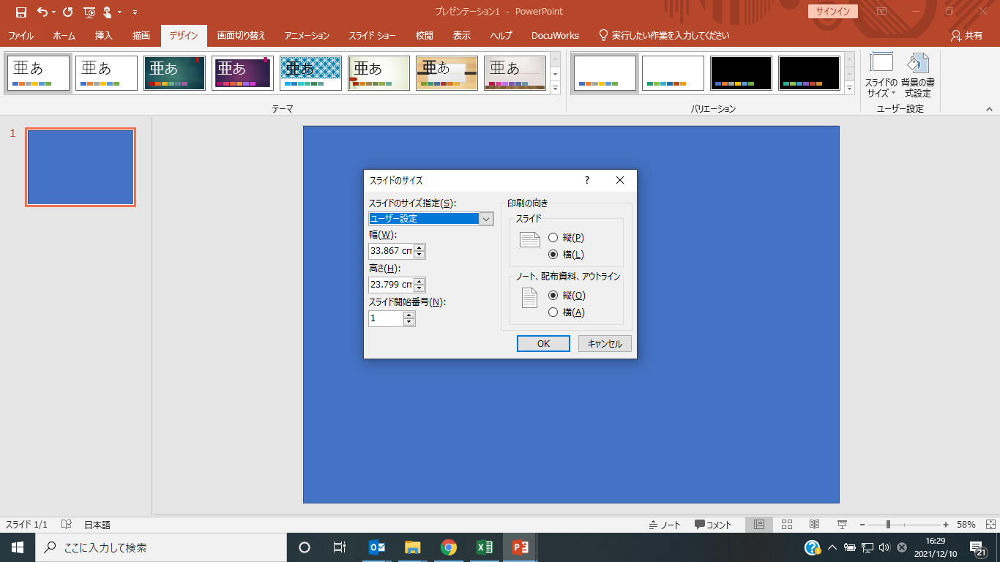 プレゼンテーション1 - PowerPoint
サインイン
ファイル ホーム 挿入 描画 デザイン 画面切り替え アニメーション スライド ショー 校閲 表示 ヘルプ DocuWorks 実行したい作業を入力してください 共有
亜あ 亜あ 亜あ 亜あ 亜あ 亜あ 亜あ 亜あ
スライドの サイズ
背景の書 式設定
テーマ バリエーション ユーザー設定
1
スライドのサイズ ?
スライドのサイズ指定(S):
ユーザー設定
幅(W):
33.867 cm
高さ(H):
23.799 cm
スライド開始番号(N):
1
印刷の向き
スライド
縦(P)
横(L)
ノート、配布資料、アウトライン
縦(O)
横(A)
OK キャンセル
スライド 1/1 日本語 ノート コメント 58%
ここに入力して検索
16:29
2021/12/10
21